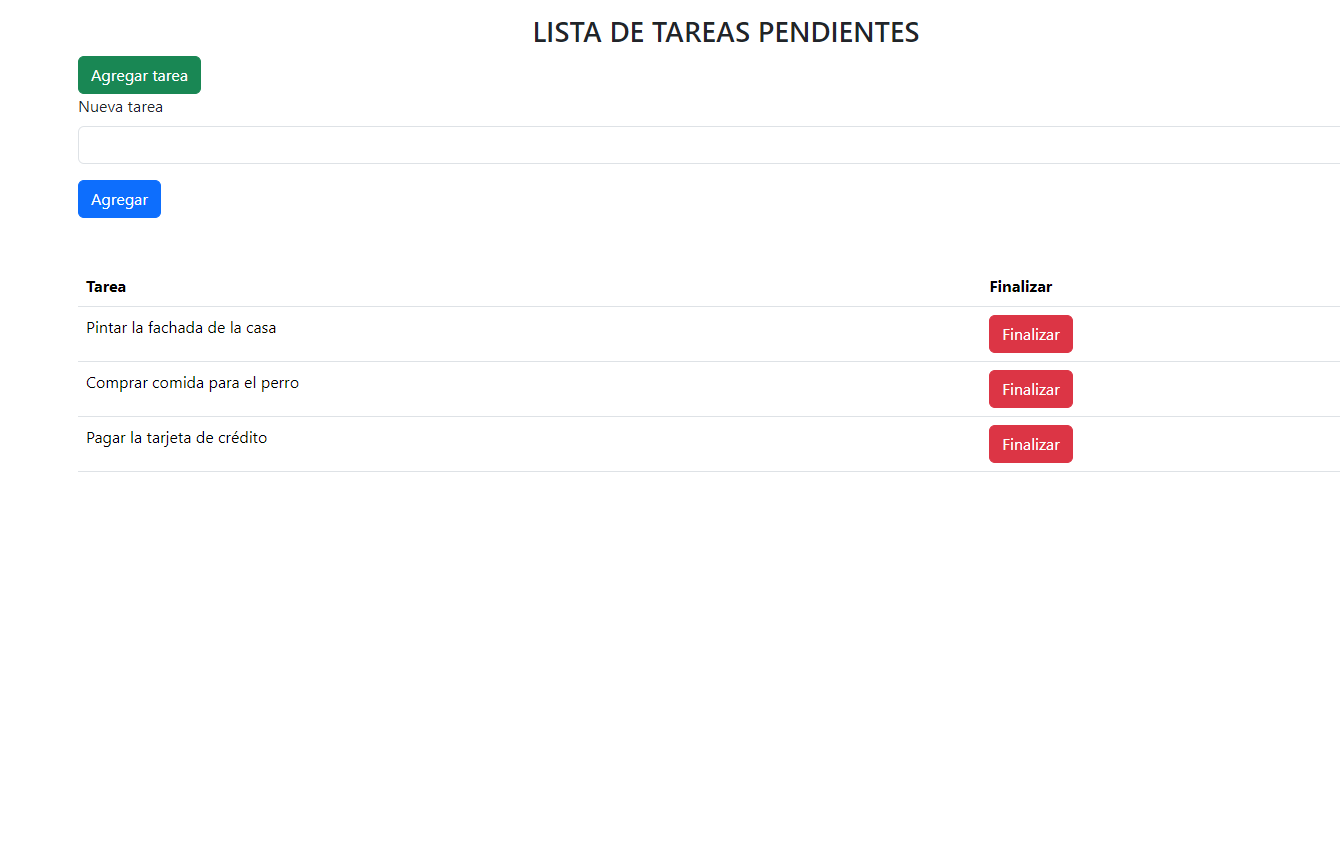 LISTA DE TAREAS PENDIENTES
Agregar tarea
Nueva tarea
Agregar
Tarea Finalizar
Pintar la fachada de la casa Finalizar
Comprar comida para el perro Finalizar
Pagar la tarjeta de crédito Finalizar